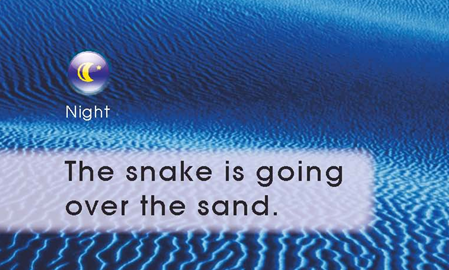 Night
The snake is going
over the sand.